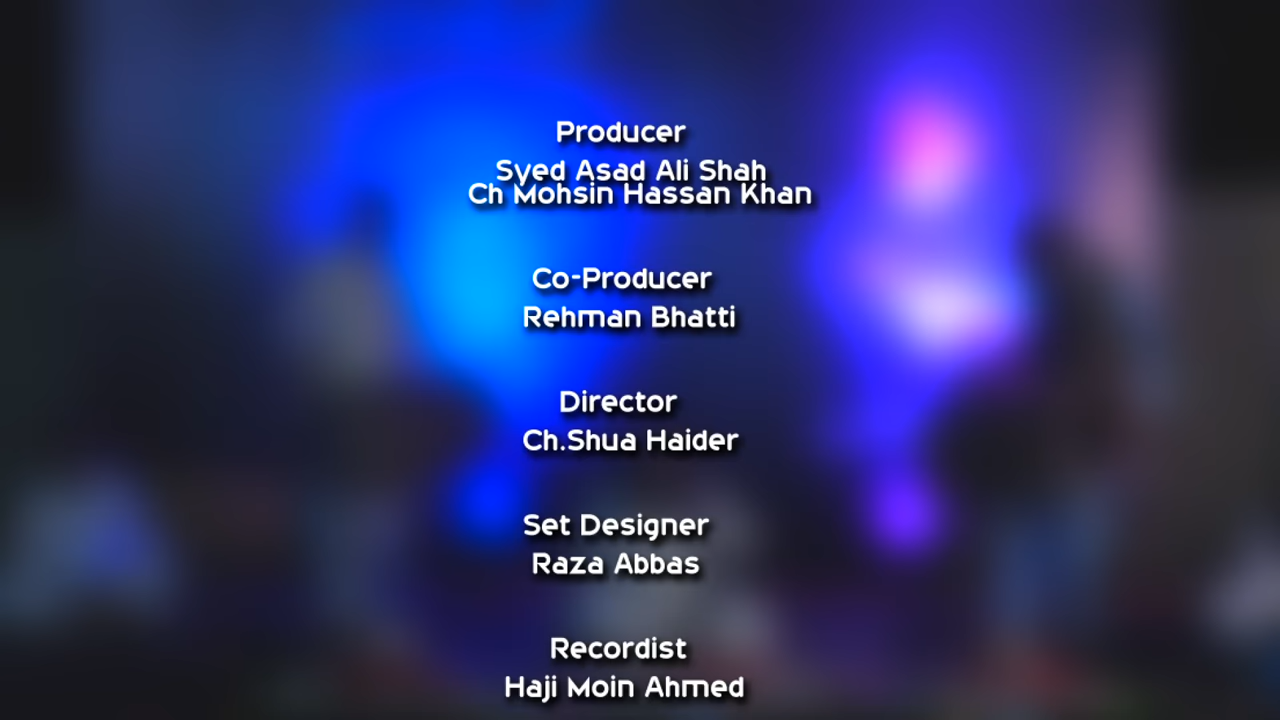 Producer
Syed Asad Ali Shah
Ch Mohsin Hassan Khan
Co-Producer
Rehman Bhatti
Director
Ch.Shua Haider
Set Designer
Raza Abbas
Recordist
Haji Moin Ahmed